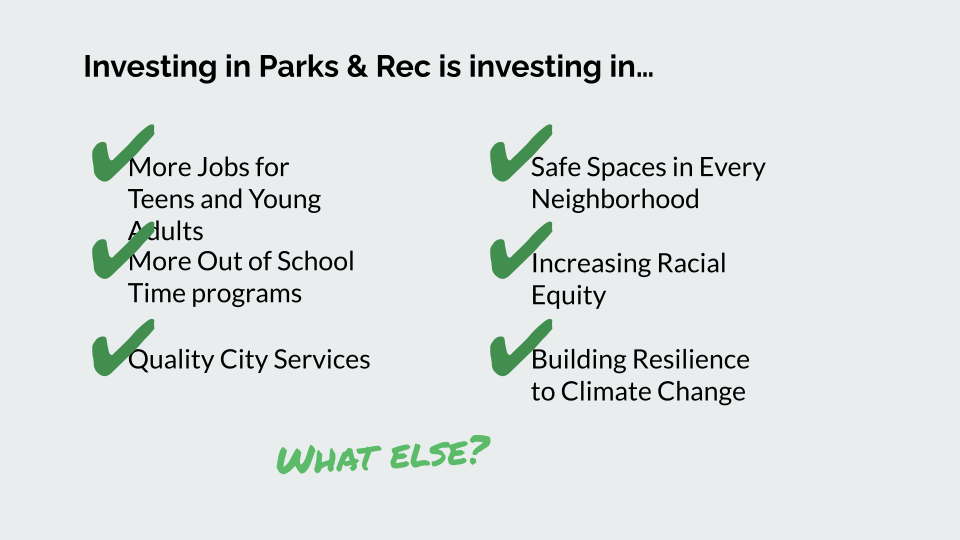 Investing in Parks & Rec is investing in…
More Jobs for
Teens and Young
Adults
More Out of School
Time programs
Quality City Services
Safe Spaces in Every
Neighborhood
Increasing Racial
Equity
Building Resilience
to Climate Change
WHAT ELSE?